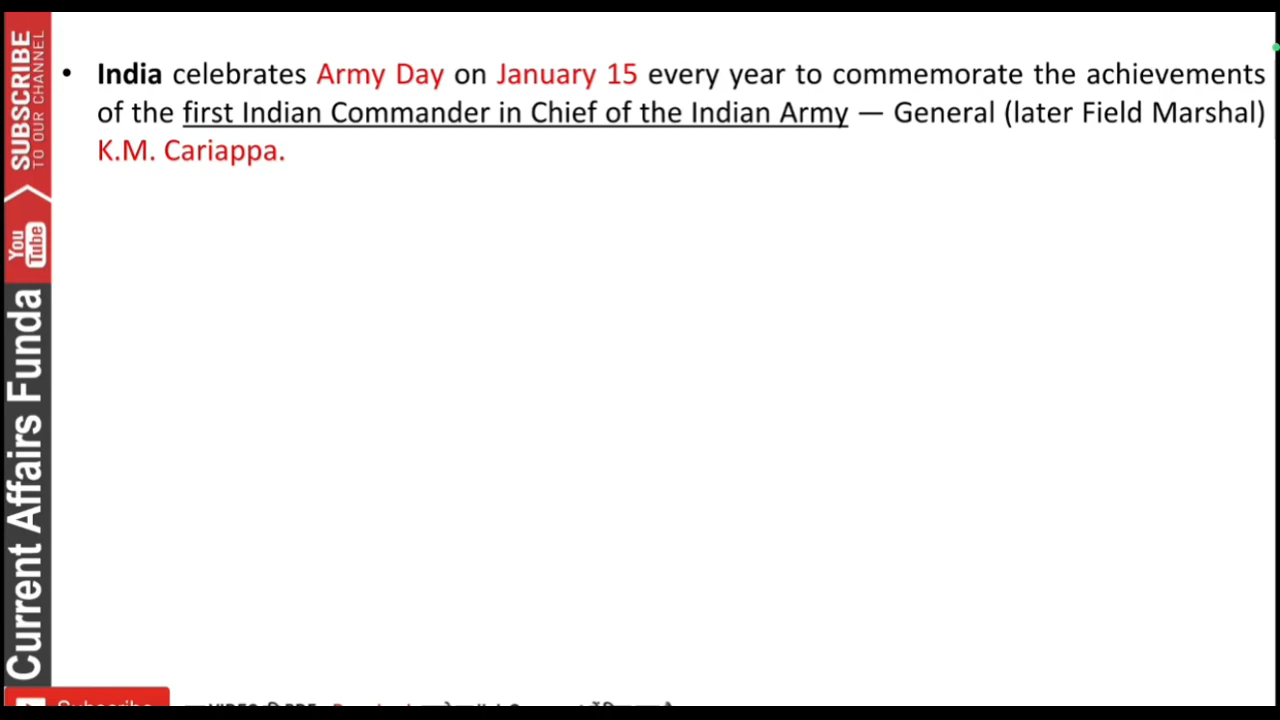 • India celebrates Army Day on January 15 every year to commemorate the achievements
of the first Indian Commander in Chief of the Indian Army — General (later Field Marshal)
K.M. Cariappa.
SUBSCRIBE
TO OUR CHANNEL
You
Tube
Current Affairs Funda
Subscribe